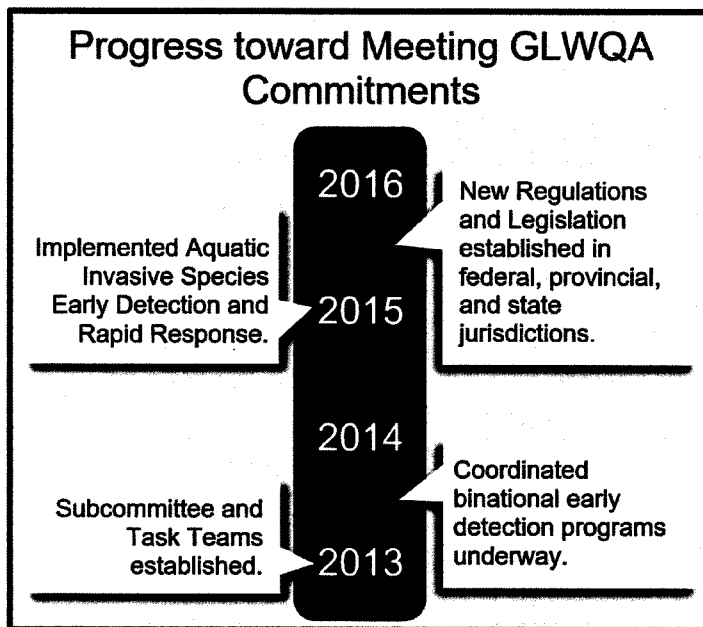 Progress toward Meeting GLWQA
Commitments
2016
New Regulations
and Legislation
established in
federal, provincial,
and state
jurisdictions.
Implemented Aquatic
Invasive Species
Early Detection and
Rapid Response.
2015
2014
Coordinated
binational early
detection programs
underway.
Subcommittee and
Task Teams
established.
2013